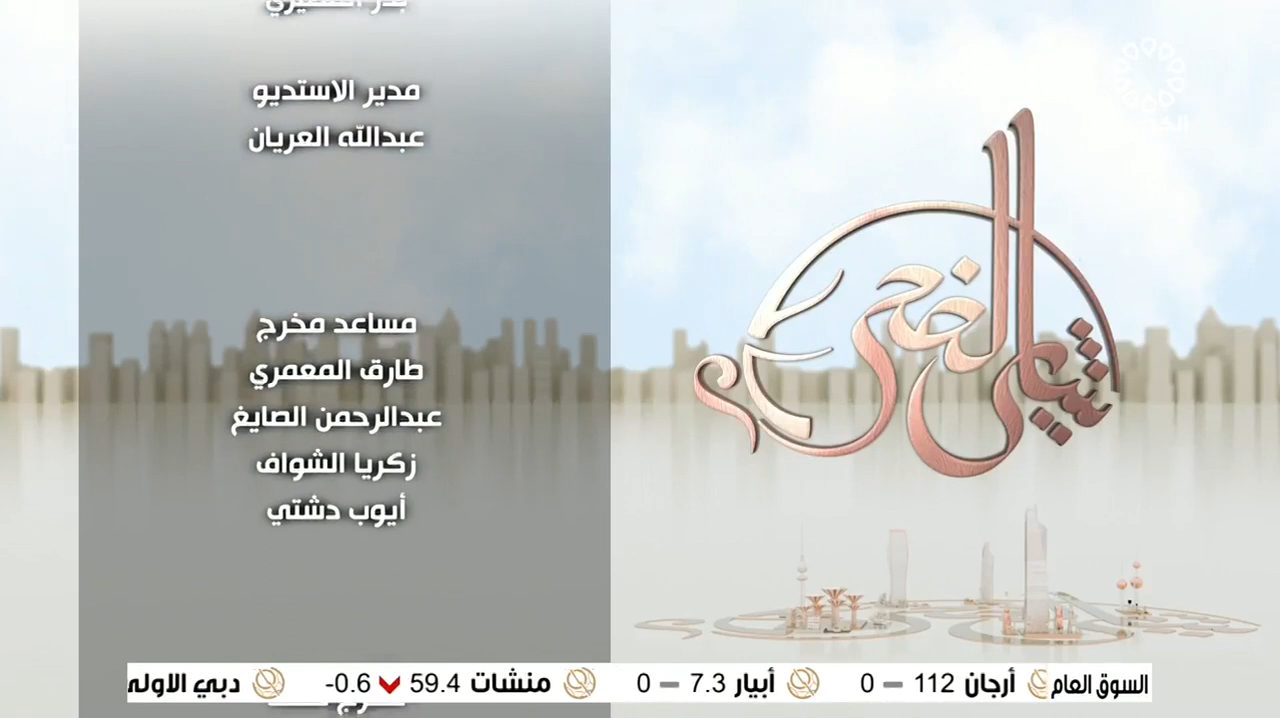 مدير الاستديو
عبدالله العريان
مساعد مخرج
طارق المعمري
عبدالرحمن الصايغ
زكريا الشواف
أيوب دشتي
ليالي الضحى
السوق العام أرجان 112 0 أبيار 7.3 0 منشات 59.4 -0.6 دبي الاولى